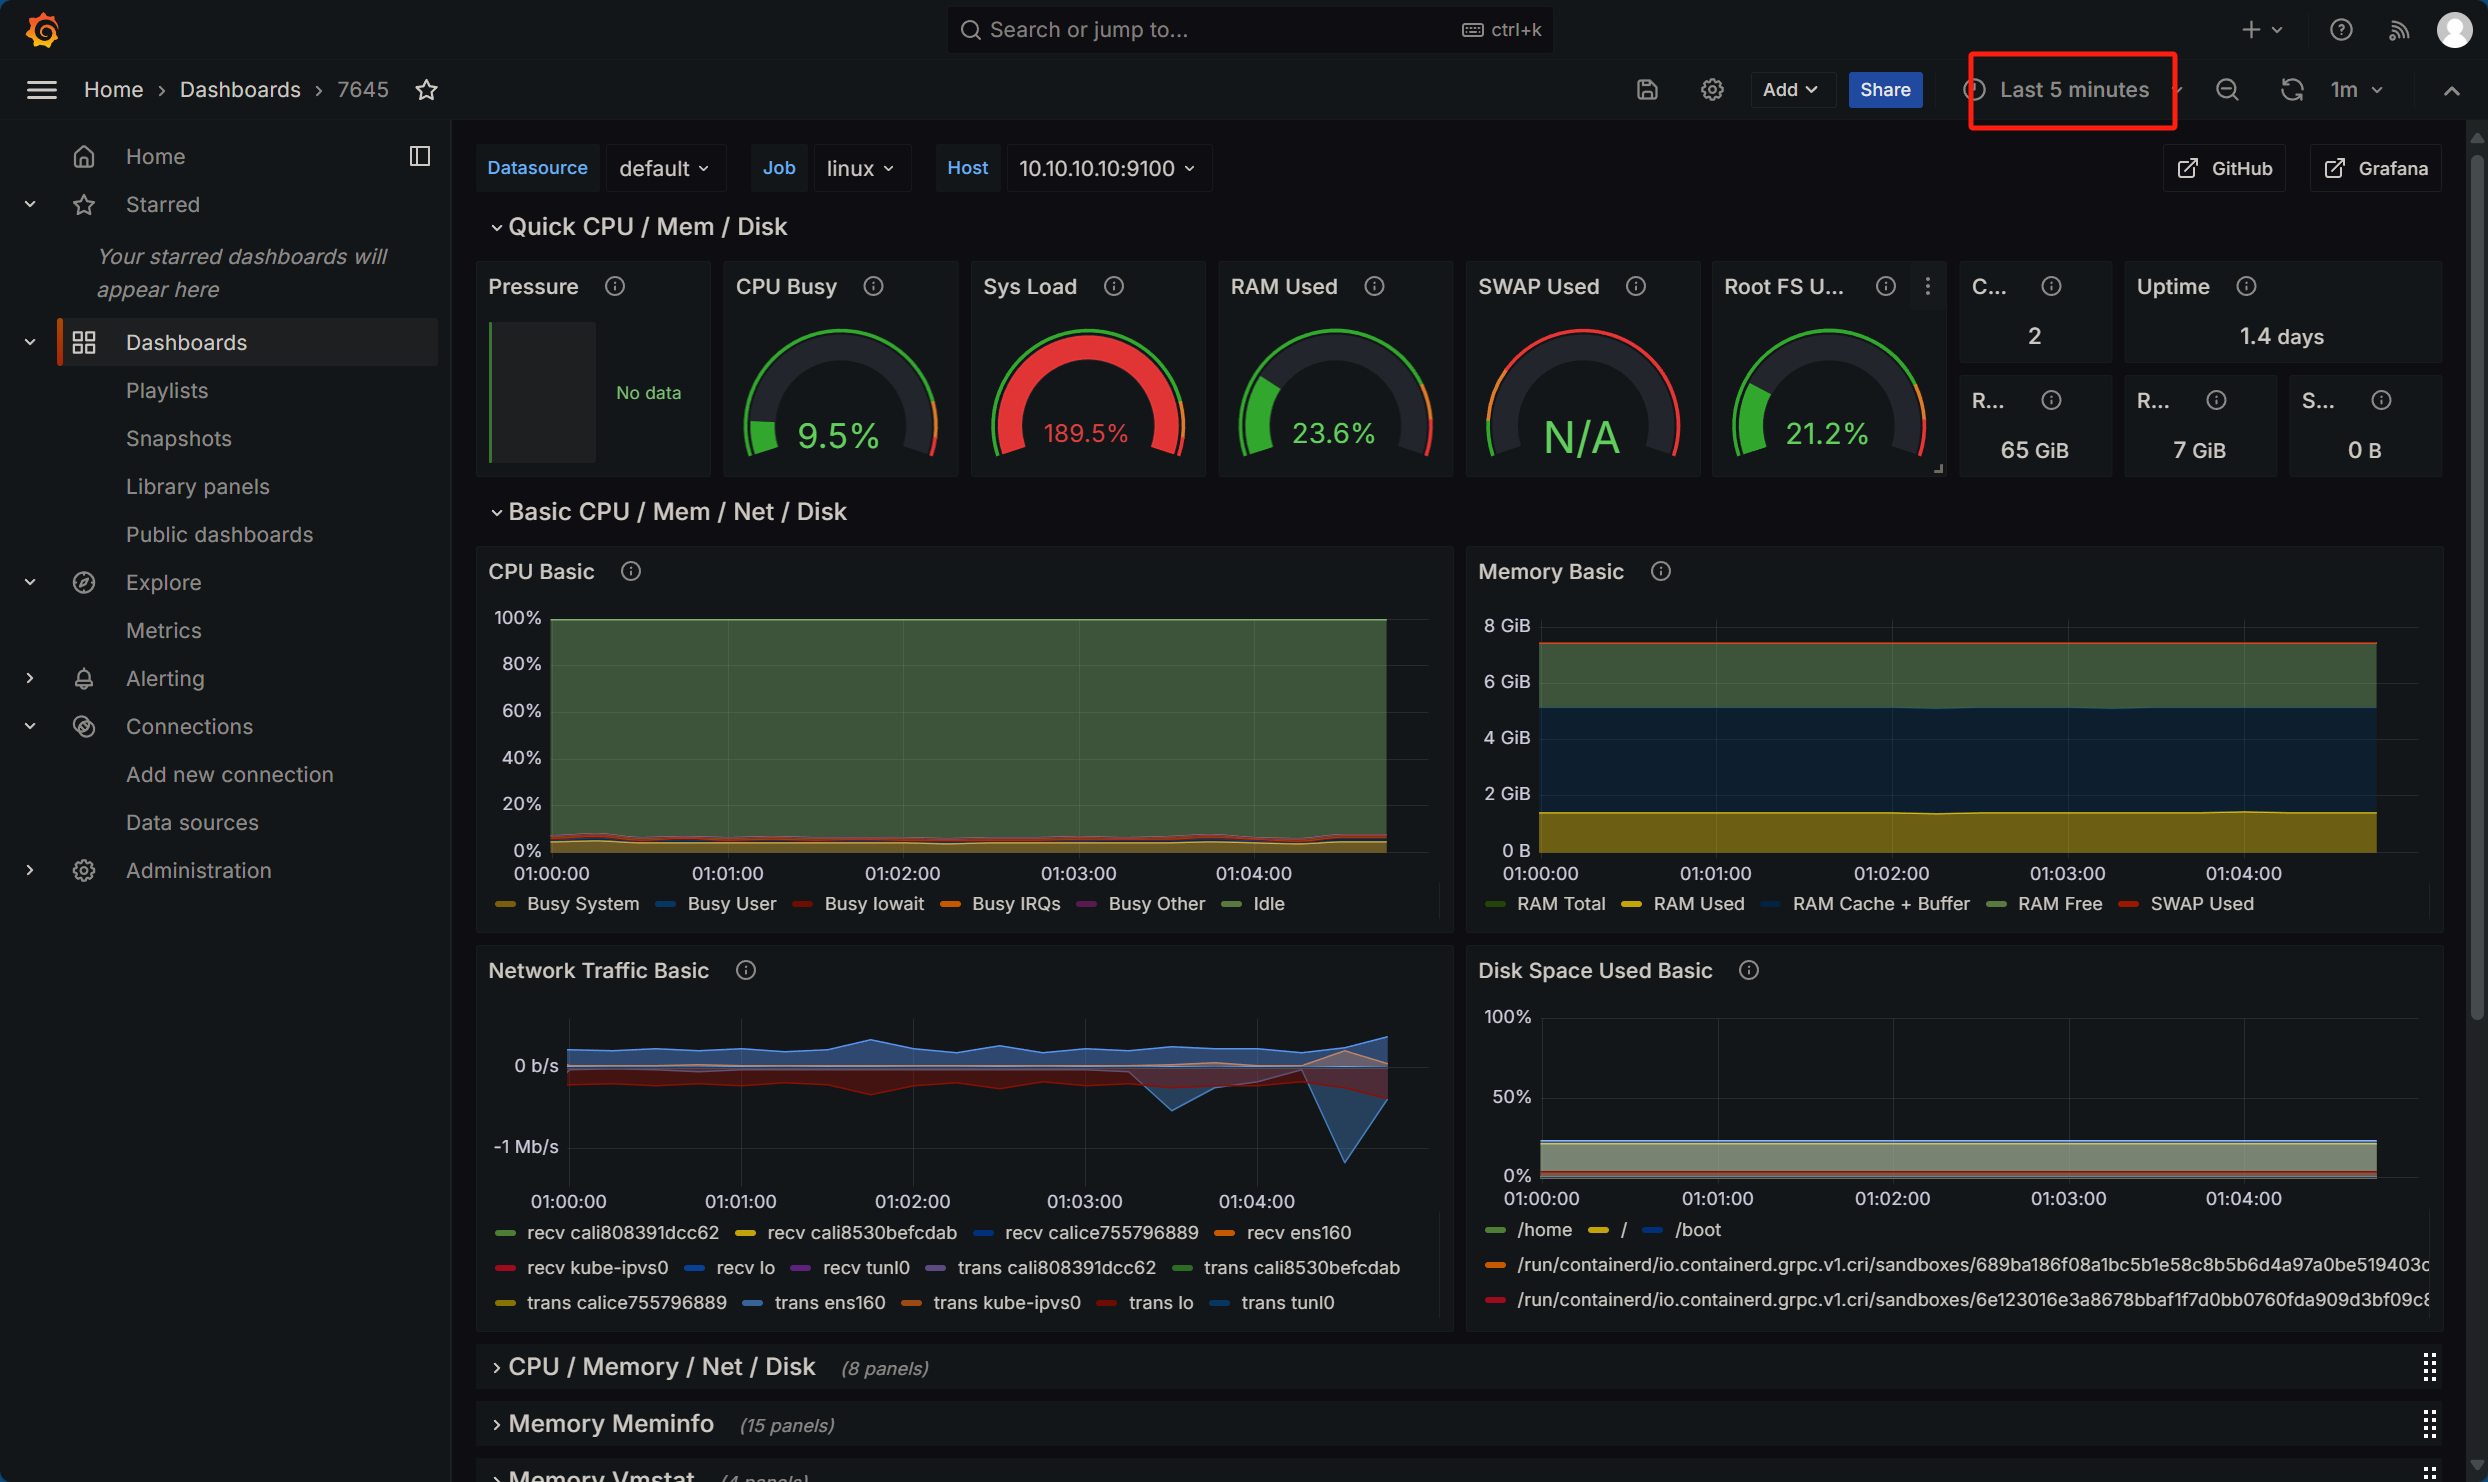 Search or jump to...
ctrl+k
Home
Dashboards
7645
Add
Share
Last 5 minutes
1m
Home
Starred
Your starred dashboards will
appear here
Dashboards
Playlists
Snapshots
Library panels
Public dashboards
Explore
Metrics
Alerting
Connections
Add new connection
Data sources
Administration
Datasource
default
Job
linux
Host
10.10.10.10:9100
GitHub
Grafana
Quick CPU / Mem / Disk
Pressure
No data
CPU Busy
9.5%
Sys Load
189.5%
RAM Used
23.6%
SWAP Used
N/A
Root FS U...
21.2%
C...
2
Uptime
1.4 days
R...
65 GiB
R...
7 GiB
S...
0 B
Basic CPU / Mem / Net / Disk
CPU Basic
100%
80%
60%
40%
20%
0%
01:00:00 01:01:00 01:02:00 01:03:00 01:04:00
Busy System Busy User Busy Iowait Busy IRQs Busy Other Idle
Memory Basic
8 GiB
6 GiB
4 GiB
2 GiB
0 B
01:00:00 01:01:00 01:02:00 01:03:00 01:04:00
RAM Total RAM Used RAM Cache + Buffer RAM Free SWAP Used
Network Traffic Basic
0 b/s
-1 Mb/s
01:00:00 01:01:00 01:02:00 01:03:00 01:04:00
recv cali808391dcc62 recv cali8530befcdab recv calice755796889 recv ens160
recv kube-ipvs0 recv lo recv tunl0 trans cali808391dcc62 trans cali8530befcdab
trans calice755796889 trans ens160 trans kube-ipvs0 trans lo trans tunl0
Disk Space Used Basic
100%
50%
0%
01:00:00 01:01:00 01:02:00 01:03:00 01:04:00
/home / /boot
/run/containerd/io.containerd.grpc.v1.cri/sandboxes/689ba186f08a1bc5b1e58c8b5b6d4a97a0be519403c
/run/containerd/io.containerd.grpc.v1.cri/sandboxes/6e123016e3a8678bbaf1f7d0bb0760fda909d3bf09c8
CPU / Memory / Net / Disk (8 panels)
Memory Meminfo (15 panels)
Memory Vmstat (4 panels)